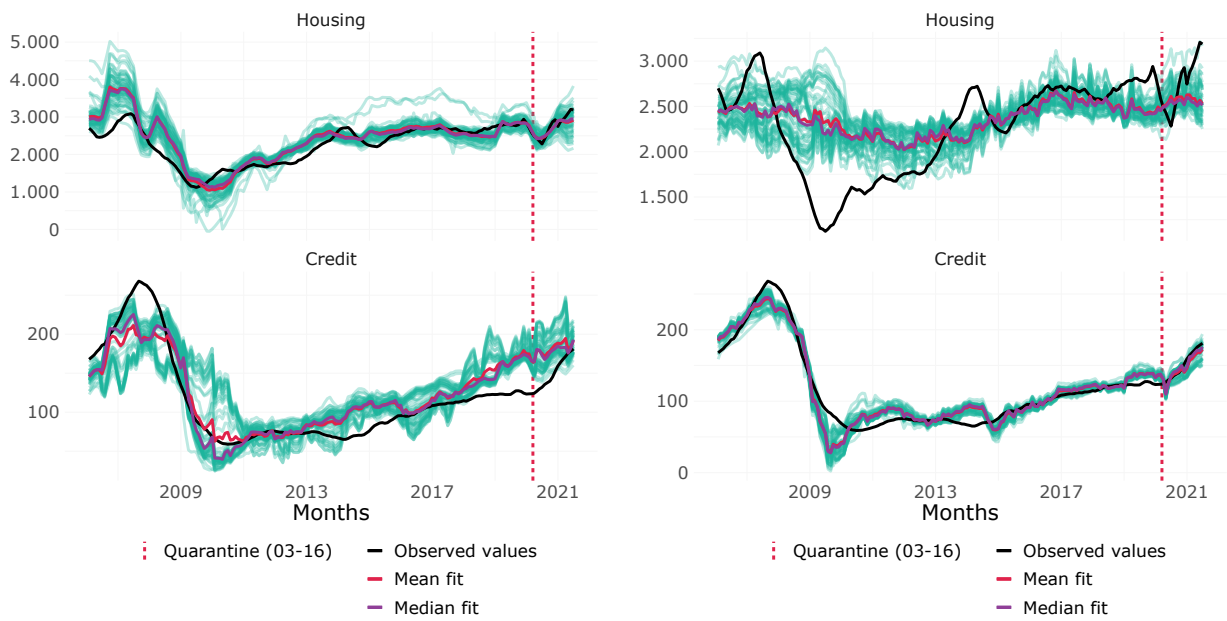 Housing
5.000
4.000
3.000
2.000
1.000
0
Credit
200
100
2009 2013 2017 2021
Months
Quarantine (03-16)
Observed values
Mean fit
Median fit
Housing
3.000
2.500
2.000
1.500
Credit
200
100
0
2009 2013 2017 2021
Months
Quarantine (03-16)
Observed values
Mean fit
Median fit